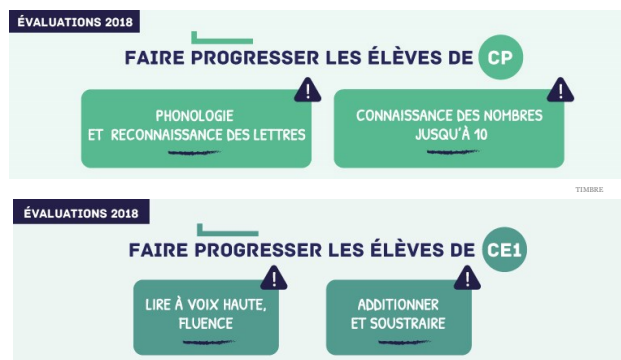 ÉVALUATIONS 2018
FAIRE PROGRESSER LES ÉLÈVES DE CP
!
!
PHONOLOGIE
ET RECONNAISSANCE DES LETTRES
CONNAISSANCE DES NOMBRES
JUSQU'À 10
TIMBRE
ÉVALUATIONS 2018
FAIRE PROGRESSER LES ÉLÈVES DE CE1
!
!
LIRE À VOIX HAUTE,
FLUENCE
ADDITIONNER
ET SOUSTRAIRE